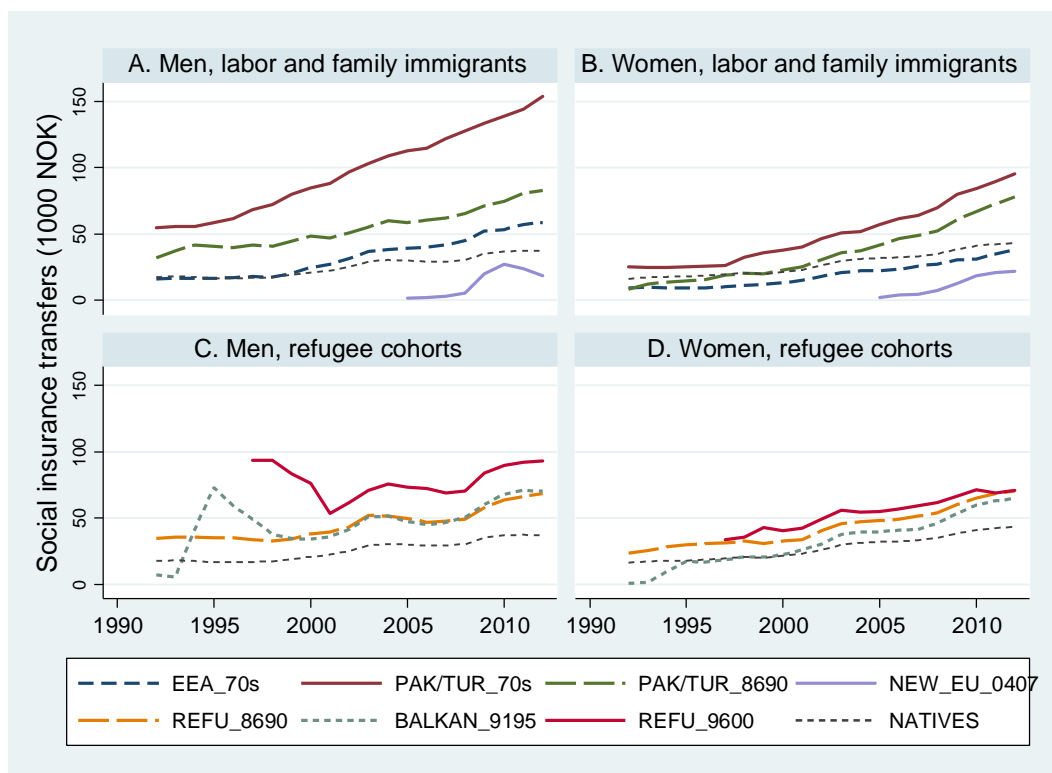 A. Men, labor and family immigrants
B. Women, labor and family immigrants
Social insurance transfers (1000 NOK)
150
100
50
0
C. Men, refugee cohorts
D. Women, refugee cohorts
150
100
50
0
1990 1995 2000 2005 2010
1990 1995 2000 2005 2010
EEA_70s PAK/TUR_70s PAK/TUR_8690 NEW_EU_0407
REFU_8690 BALKAN_9195 REFU_9600 NATIVES